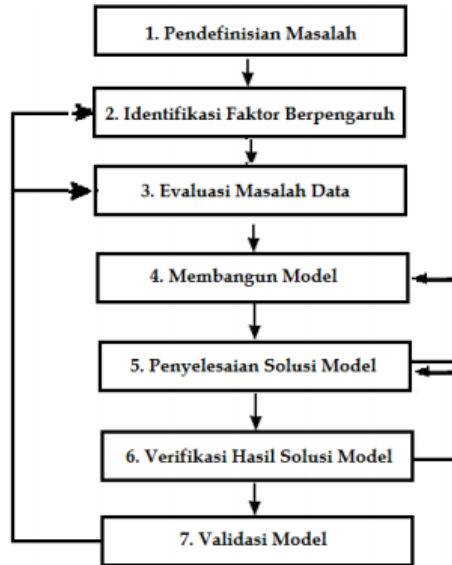 1. Pendefinisian Masalah
2. Identifikasi Faktor Berpengaruh
3. Evaluasi Masalah Data
4. Membangun Model
5. Penyelesaian Solusi Model
6. Verifikasi Hasil Solusi Model
7. Validasi Model